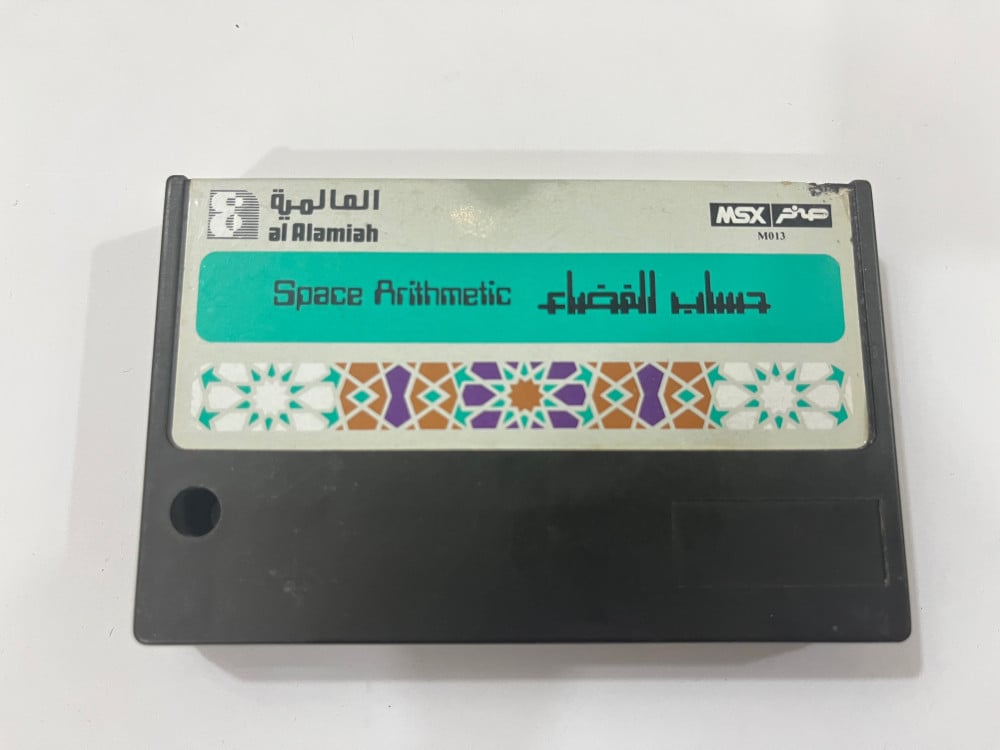 العالمية
al Alamiah
MSX صخر
M013
Space Arithmetic حساب الفضاء